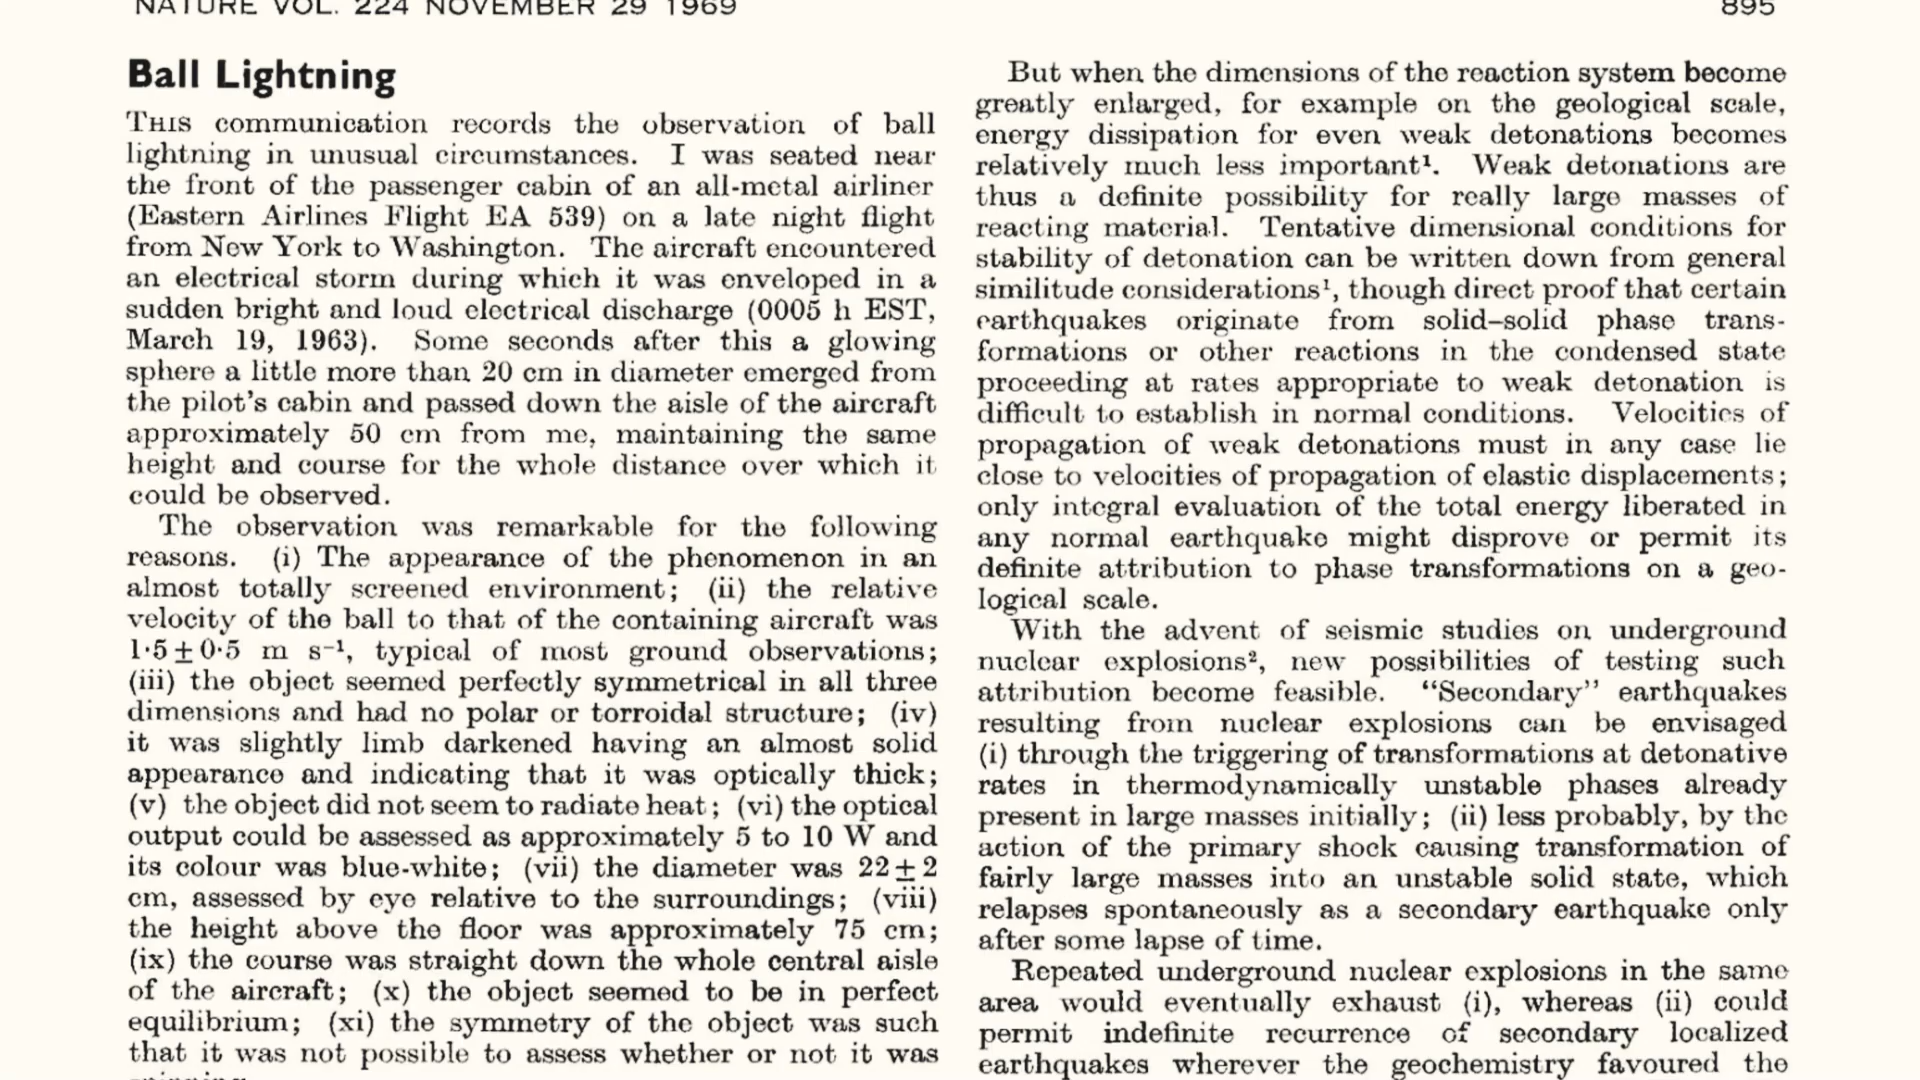 NATURE VOL. 224 NOVEMBER 29 1969
895
Ball Lightning
THIS communication records the observation of ball
lightning in unusual circumstances. I was seated near
the front of the passenger cabin of an all-metal airliner
(Eastern Airlines Flight EA 539) on a late night flight
from New York to Washington. The aircraft encountered
an electrical storm during which it was enveloped in a
sudden bright and loud electrical discharge (0005 h EST,
March 19, 1963). Some seconds after this a glowing
sphere a little more than 20 cm in diameter emerged from
the pilot's cabin and passed down the aisle of the aircraft
approximately 50 cm from me, maintaining the same
height and course for the whole distance over which it
could be observed.
The observation was remarkable for the following
reasons. (i) The appearance of the phenomenon in an
almost totally screened environment; (ii) the relative
velocity of the ball to that of the containing aircraft was
1·5±0·5 m s⁻¹, typical of most ground observations;
(iii) the object seemed perfectly symmetrical in all three
dimensions and had no polar or torroidal structure; (iv)
it was slightly limb darkened having an almost solid
appearance and indicating that it was optically thick;
(v) the object did not seem to radiate heat; (vi) the optical
output could be assessed as approximately 5 to 10 W and
its colour was blue-white; (vii) the diameter was 22±2
cm, assessed by eye relative to the surroundings; (viii)
the height above the floor was approximately 75 cm;
(ix) the course was straight down the whole central aisle
of the aircraft; (x) the object seemed to be in perfect
equilibrium; (xi) the symmetry of the object was such
that it was not possible to assess whether or not it was
But when the dimensions of the reaction system become
greatly enlarged, for example on the geological scale,
energy dissipation for even weak detonations becomes
relatively much less important¹. Weak detonations are
thus a definite possibility for really large masses of
reacting material. Tentative dimensional conditions for
stability of detonation can be written down from general
similitude considerations¹, though direct proof that certain
earthquakes originate from solid–solid phase trans-
formations or other reactions in the condensed state
proceeding at rates appropriate to weak detonation is
difficult to establish in normal conditions. Velocities of
propagation of weak detonations must in any case lie
close to velocities of propagation of elastic displacements;
only integral evaluation of the total energy liberated in
any normal earthquake might disprove or permit its
definite attribution to phase transformations on a geo-
logical scale.
With the advent of seismic studies on underground
nuclear explosions², new possibilities of testing such
attribution become feasible. "Secondary" earthquakes
resulting from nuclear explosions can be envisaged
(i) through the triggering of transformations at detonative
rates in thermodynamically unstable phases already
present in large masses initially; (ii) less probably, by the
action of the primary shock causing transformation of
fairly large masses into an unstable solid state, which
relapses spontaneously as a secondary earthquake only
after some lapse of time.
Repeated underground nuclear explosions in the same
area would eventually exhaust (i), whereas (ii) could
permit indefinite recurrence of secondary localized
earthquakes wherever the geochemistry favoured the